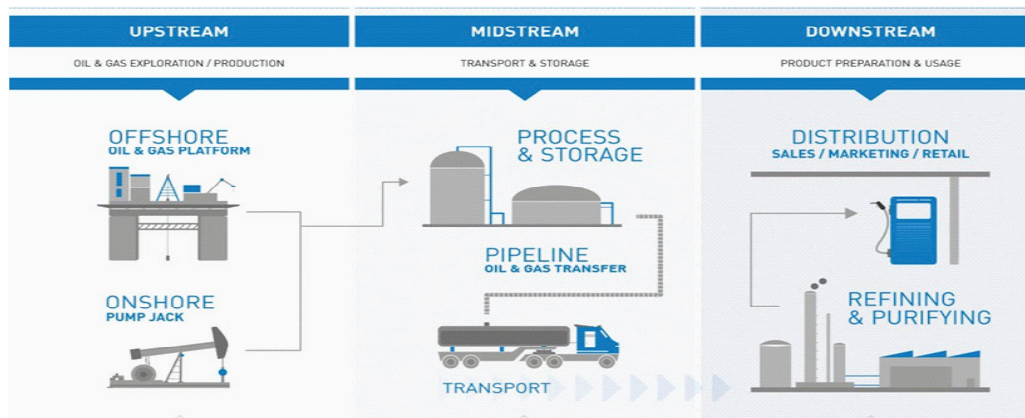 UPSTREAM
OIL & GAS EXPLORATION / PRODUCTION
OFFSHORE
OIL & GAS PLATFORM
ONSHORE
PUMP JACK
MIDSTREAM
TRANSPORT & STORAGE
PROCESS
& STORAGE
PIPELINE
OIL & GAS TRANSFER
TRANSPORT
DOWNSTREAM
PRODUCT PREPARATION & USAGE
DISTRIBUTION
SALES / MARKETING / RETAIL
REFINING
& PURIFYING